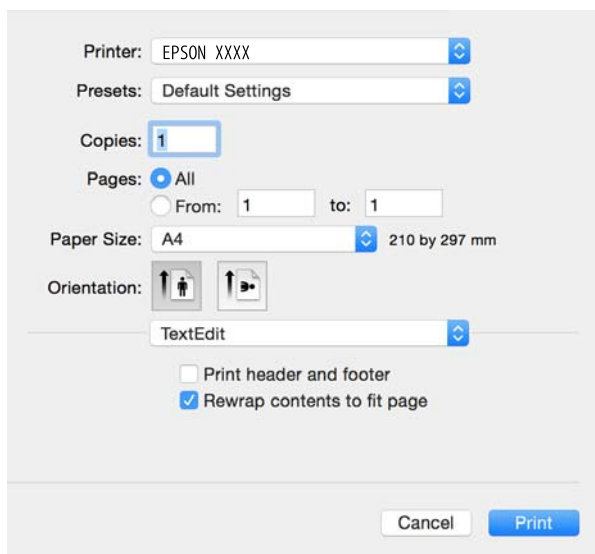 Printer: EPSON XXXX
Presets: Default Settings
Copies: 1
Pages: All
From: 1 to: 1
Paper Size: A4 210 by 297 mm
Orientation:
TextEdit
Print header and footer
Rewrap contents to fit page
Cancel Print